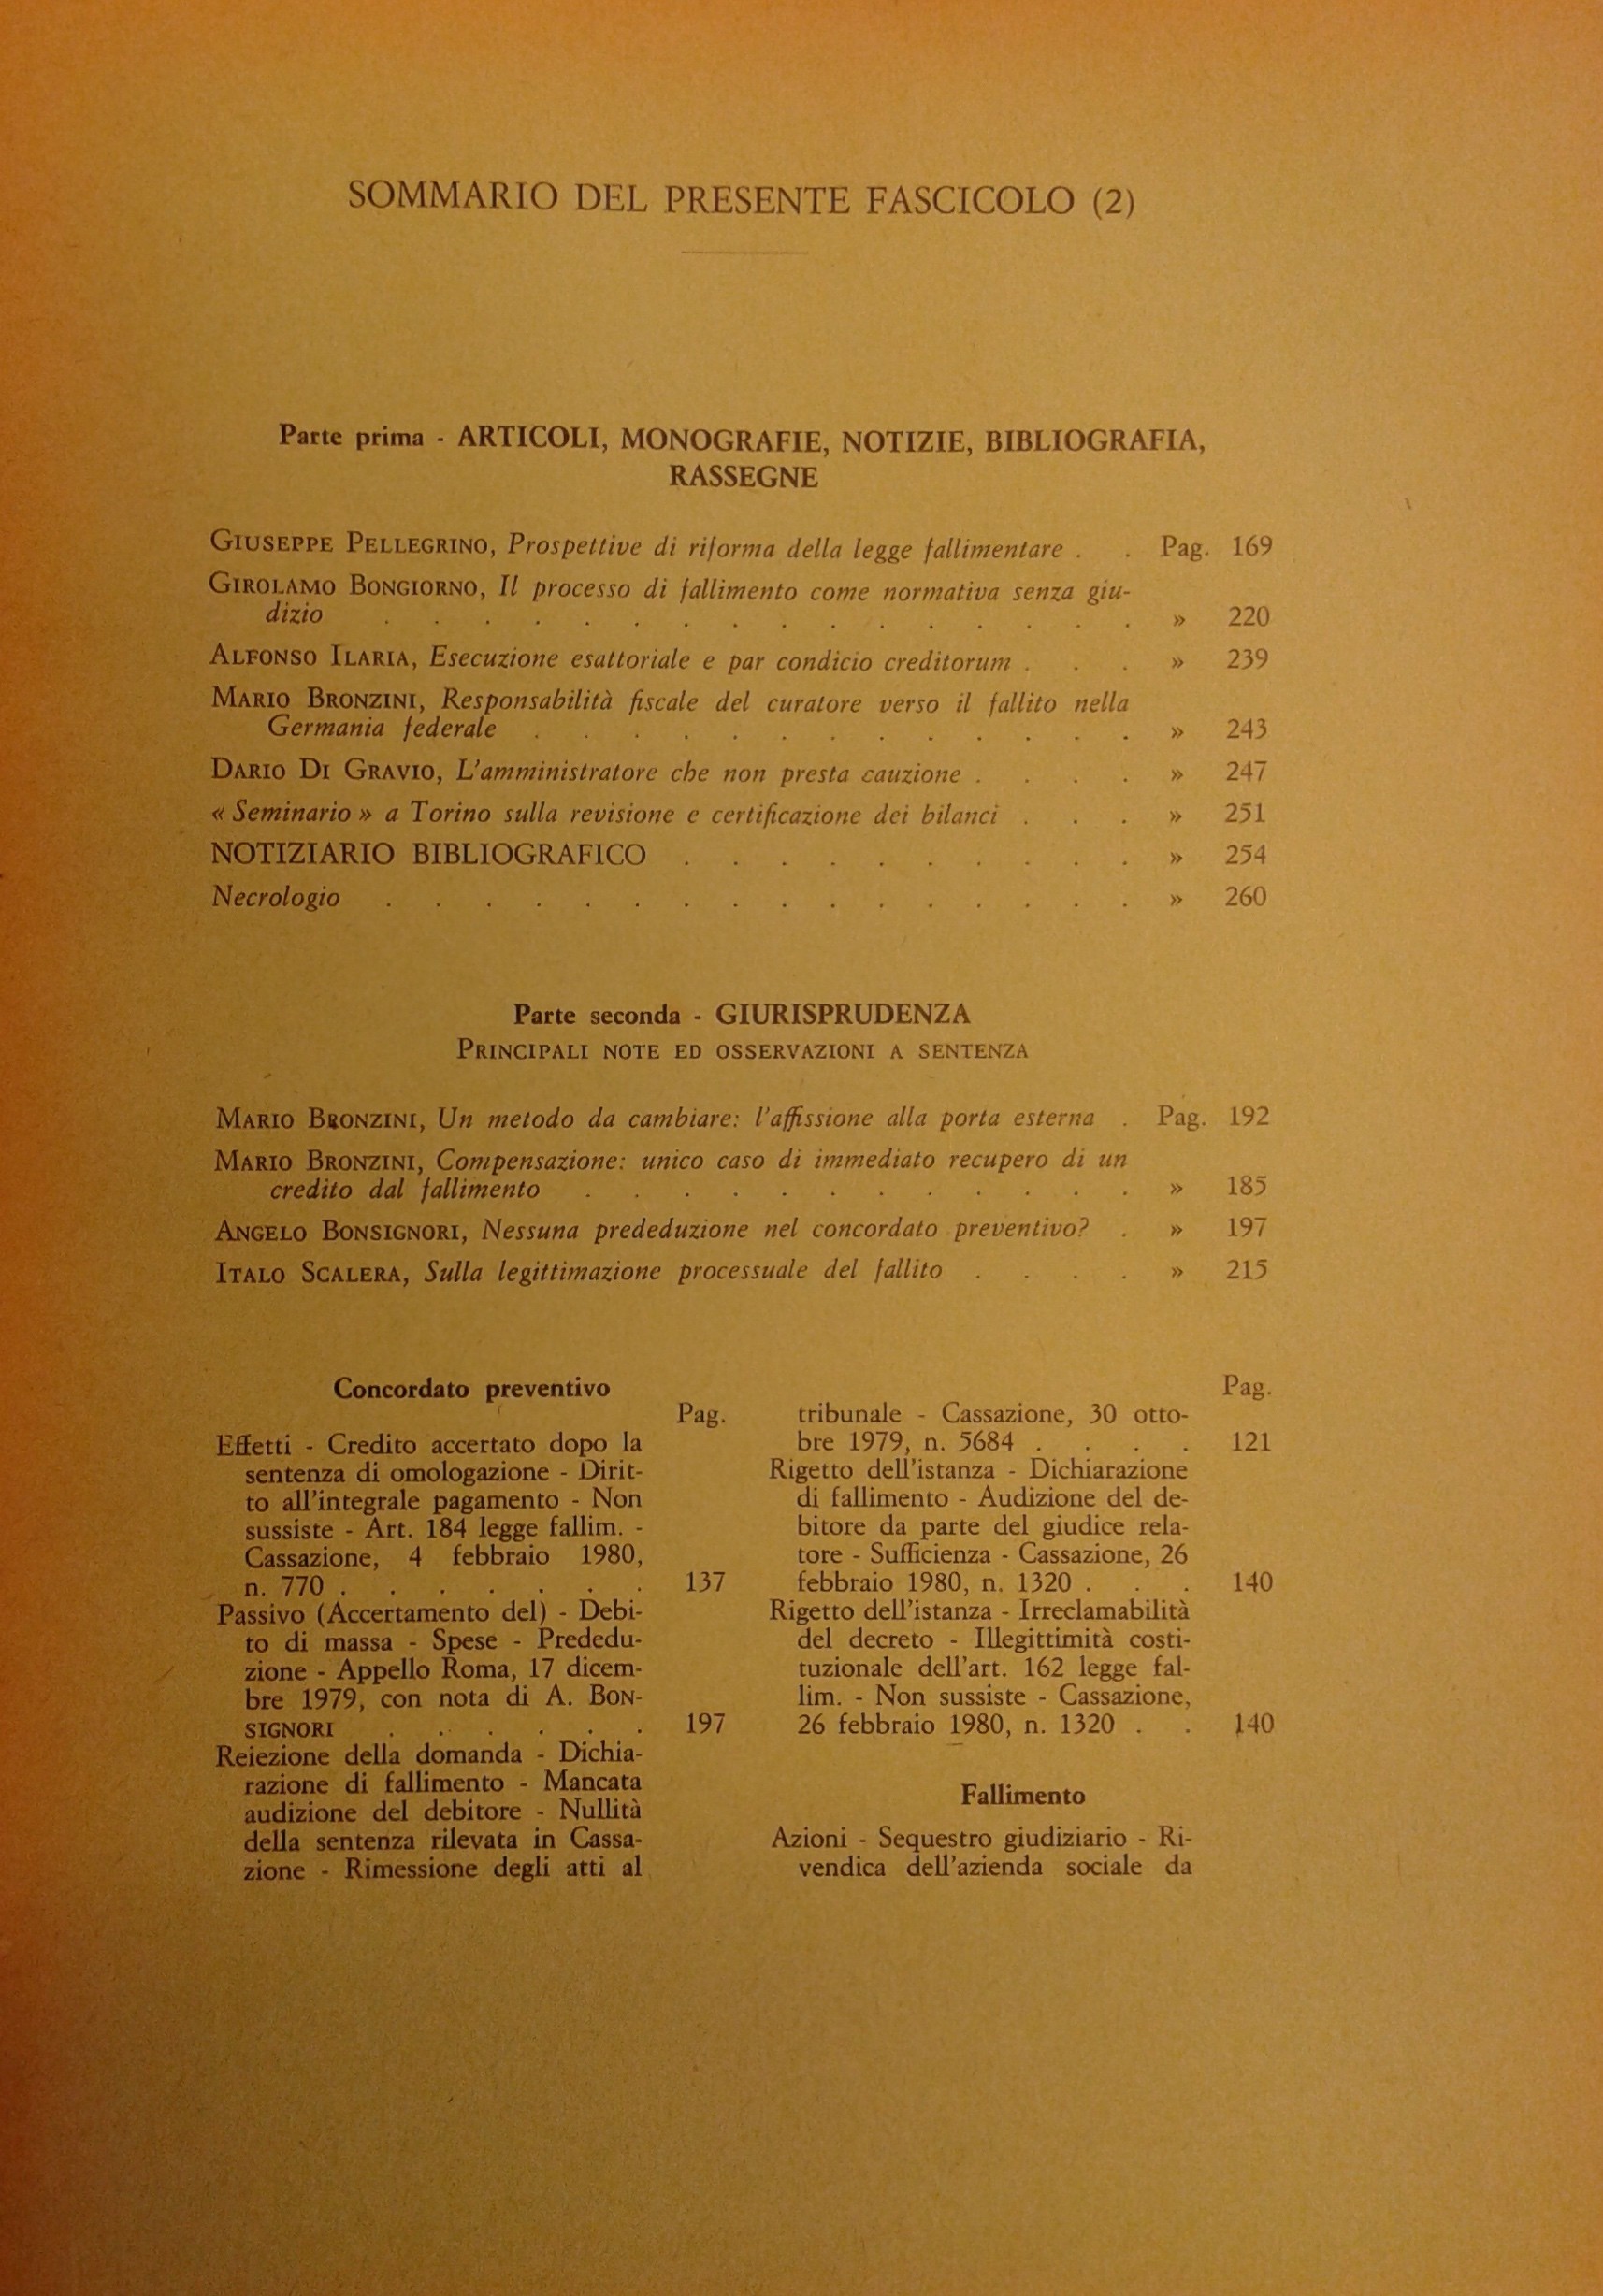 SOMMARIO DEL PRESENTE FASCICOLO (2)
Parte prima - ARTICOLI, MONOGRAFIE, NOTIZIE, BIBLIOGRAFIA,
RASSEGNE
GIUSEPPE PELLEGRINO, Prospettive di riforma della legge fallimentare . . Pag. 169
GIROLAMO BONGIORNO, Il processo di fallimento come normativa senza giu-
dizio . . . . . . . . . . . . . . . . » 220
ALFONSO ILARIA, Esecuzione esattoriale e par condicio creditorum . . . » 239
MARIO BRONZINI, Responsabilità fiscale del curatore verso il fallito nella
Germania federale . . . . . . . . . . . . . » 243
DARIO DI GRAVIO, L'amministratore che non presta cauzione . . . . » 247
« Seminario » a Torino sulla revisione e certificazione dei bilanci . . . » 251
NOTIZIARIO BIBLIOGRAFICO . . . . . . . . . . » 254
Necrologio . . . . . . . . . . . . . . . . » 260
Parte seconda - GIURISPRUDENZA
PRINCIPALI NOTE ED OSSERVAZIONI A SENTENZA
MARIO BRONZINI, Un metodo da cambiare: l'affissione alla porta esterna . Pag. 192
MARIO BRONZINI, Compensazione: unico caso di immediato recupero di un
credito dal fallimento . . . . . . . . . . . . » 185
ANGELO BONSIGNORI, Nessuna prededuzione nel concordato preventivo? . » 197
ITALO SCALERA, Sulla legittimazione processuale del fallito . . . . » 215
Concordato preventivo
Pag.
Effetti - Credito accertato dopo la
sentenza di omologazione - Dirit-
to all'integrale pagamento - Non
sussiste - Art. 184 legge fallim. -
Cassazione, 4 febbraio 1980,
n. 770 . . . . . . . 137
Passivo (Accertamento del) - Debi-
to di massa - Spese - Prededu-
zione - Appello Roma, 17 dicem-
bre 1979, con nota di A. BON-
SIGNORI . . . . . . 197
Reiezione della domanda - Dichia-
razione di fallimento - Mancata
audizione del debitore - Nullità
della sentenza rilevata in Cassa-
zione - Rimessione degli atti al
Pag.
tribunale - Cassazione, 30 otto-
bre 1979, n. 5684 . . . . 121
Rigetto dell'istanza - Dichiarazione
di fallimento - Audizione del de-
bitore da parte del giudice rela-
tore - Sufficienza - Cassazione, 26
febbraio 1980, n. 1320 . . . 140
Rigetto dell'istanza - Irreclamabilità
del decreto - Illegittimità costi-
tuzionale dell'art. 162 legge fal-
lim. - Non sussiste - Cassazione,
26 febbraio 1980, n. 1320 . . 140
Fallimento
Azioni - Sequestro giudiziario - Ri-
vendica dell'azienda sociale da